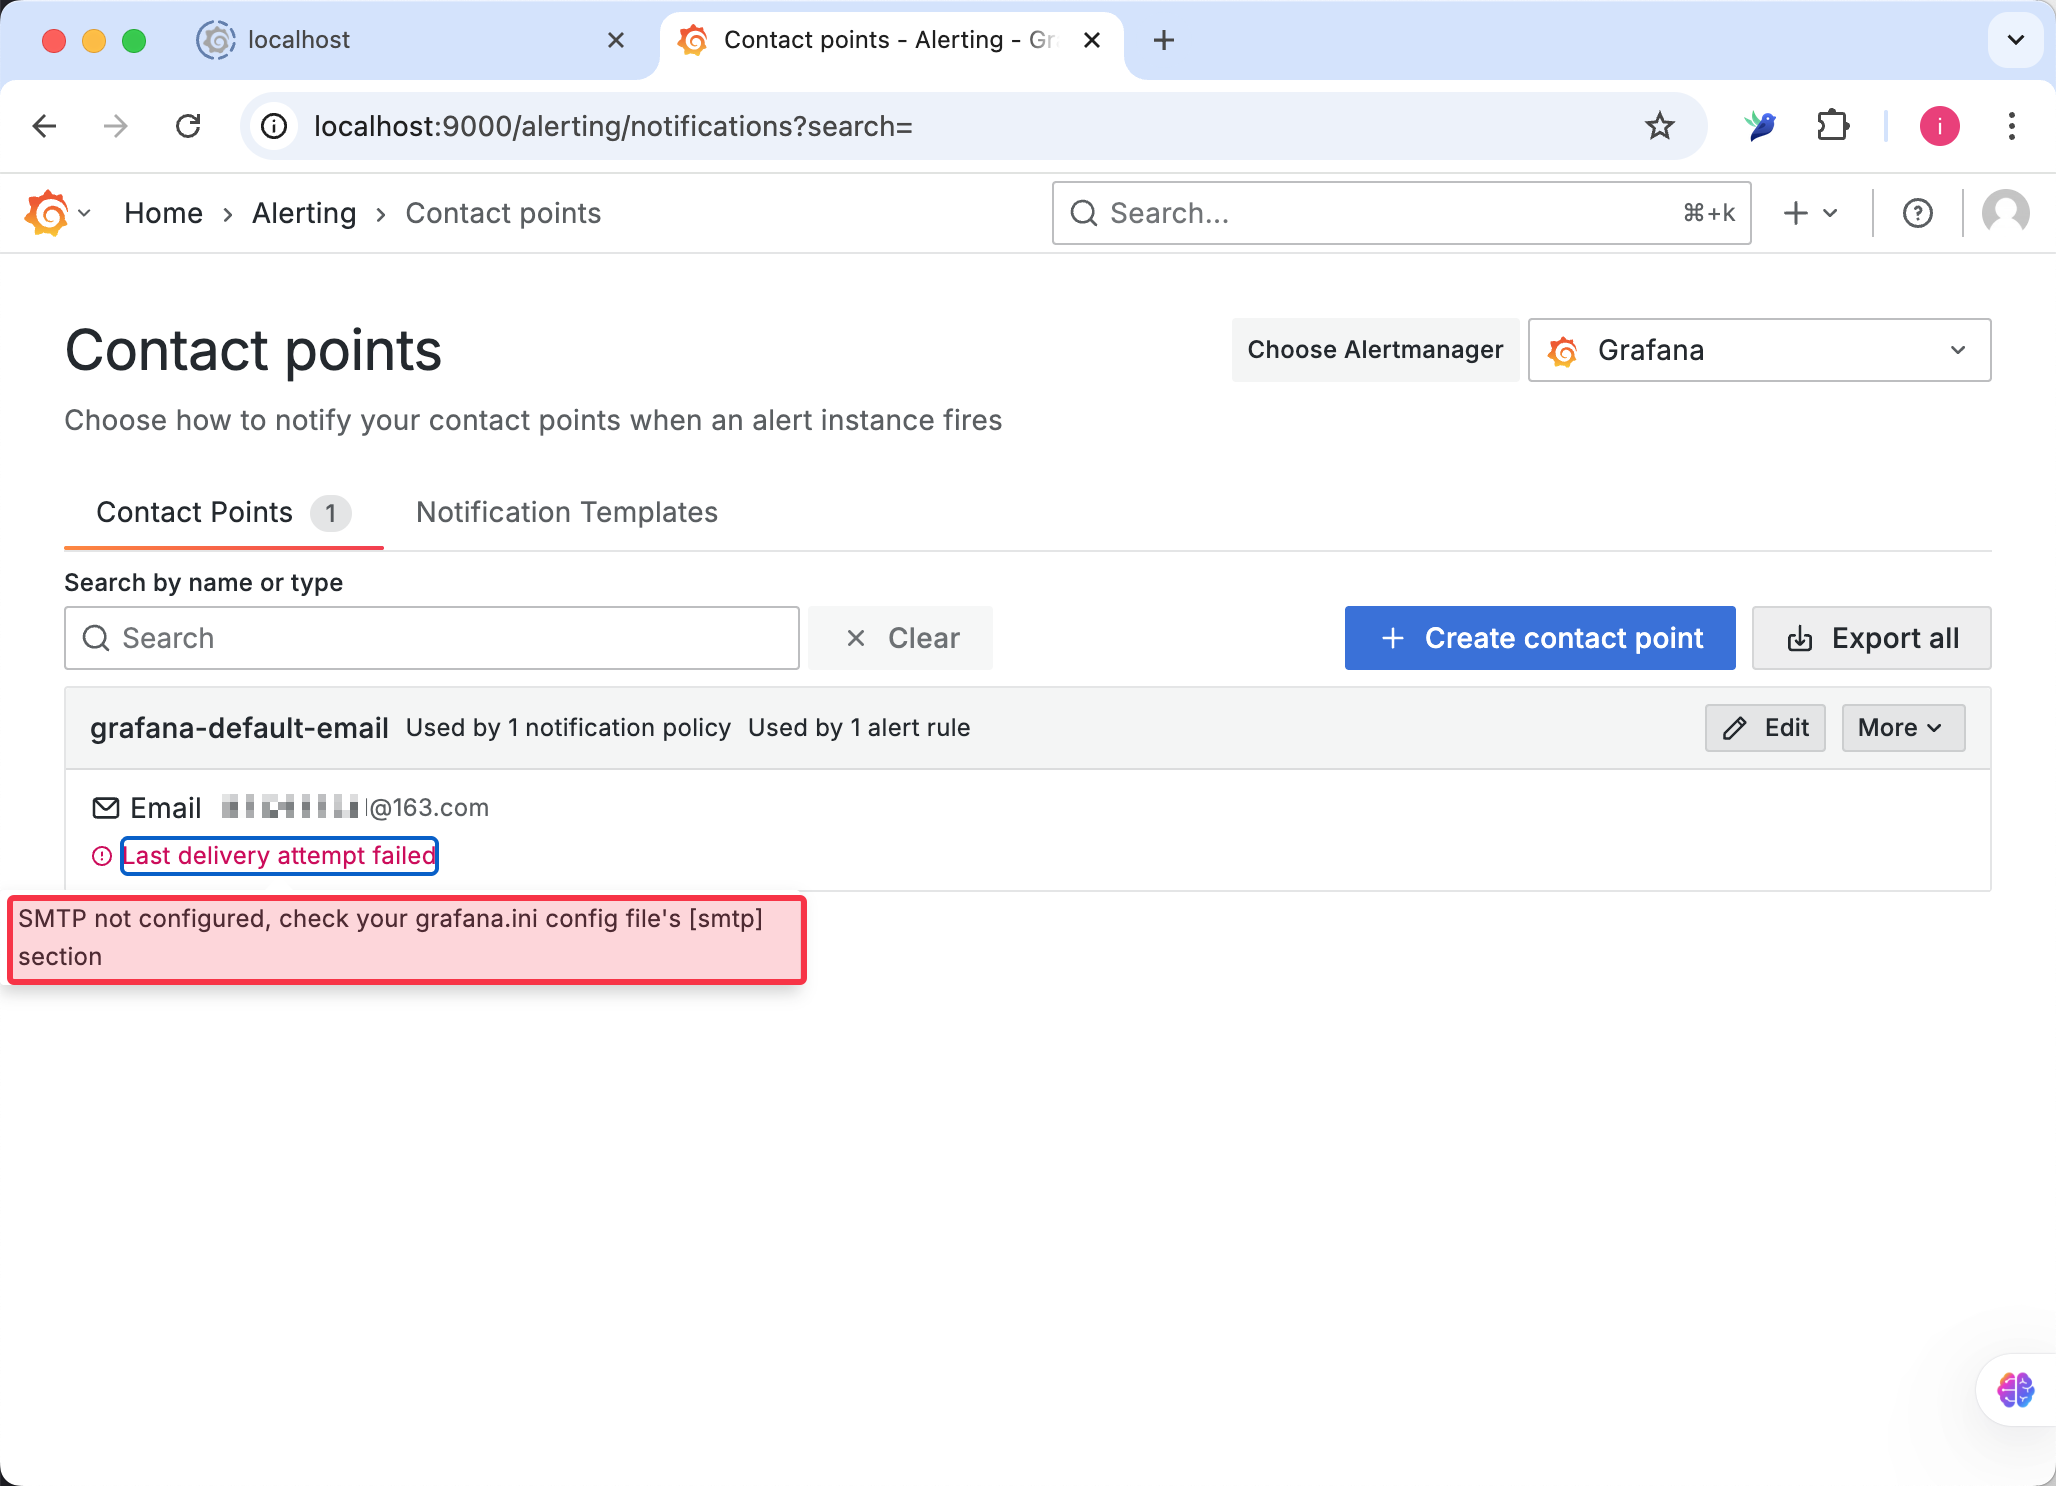 localhost
Contact points - Alerting - Gr
localhost:9000/alerting/notifications?search=
i
Home › Alerting › Contact points
Search...
⌘+k
Contact points
Choose Alertmanager
Grafana
Choose how to notify your contact points when an alert instance fires
Contact Points 1
Notification Templates
Search by name or type
Search
Clear
Create contact point
Export all
grafana-default-email Used by 1 notification policy Used by 1 alert rule
Edit
More
Email @163.com
Last delivery attempt failed
SMTP not configured, check your grafana.ini config file's [smtp]
section